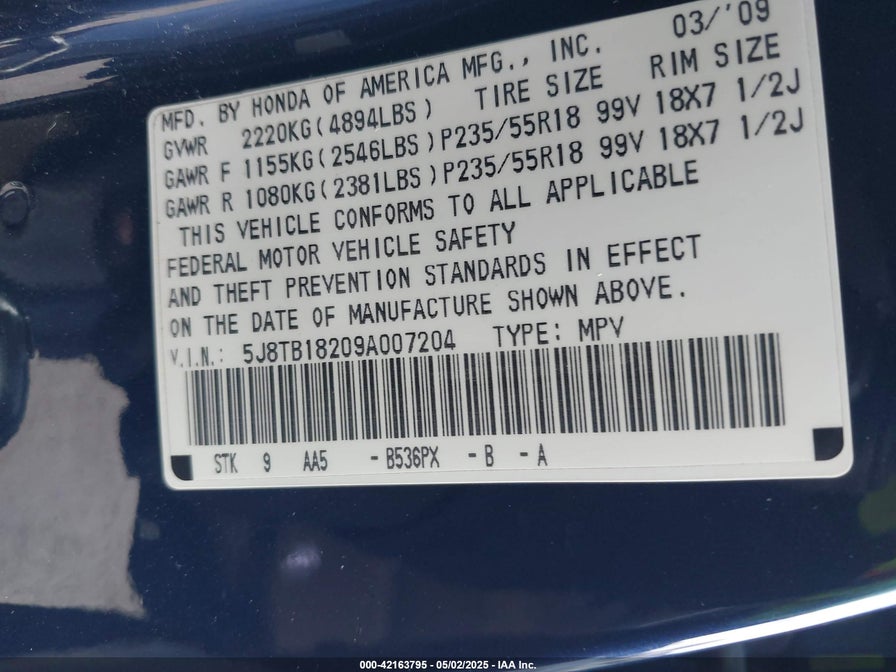 MFD. BY HONDA OF AMERICA MFG., INC. 03/'09
GVWR 2220KG(4894LBS) TIRE SIZE RIM SIZE
GAWR F 1155KG(2546LBS)P235/55R18 99V 18X7 1/2J
GAWR R 1080KG(2381LBS)P235/55R18 99V 18X7 1/2J
THIS VEHICLE CONFORMS TO ALL APPLICABLE
FEDERAL MOTOR VEHICLE SAFETY
AND THEFT PREVENTION STANDARDS IN EFFECT
ON THE DATE OF MANUFACTURE SHOWN ABOVE.
V.I.N.: 5J8TB18209A007204 TYPE: MPV
STK 9 AA5 -B536PX -B -A
000-42163795 - 05/02/2025 - IAA Inc.